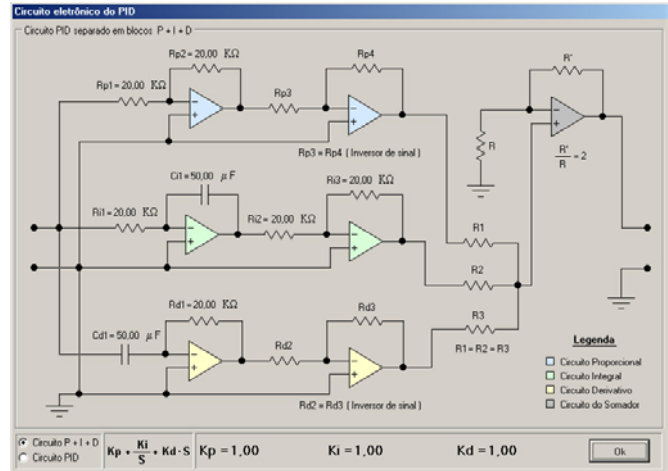 Circuito eletrônico do PID
Circuito PID separado em blocos P + I + D
Rp2 = 20,00 KΩ
Rp4
R'
Rp1 = 20,00 KΩ
Rp3
R
R'/R = 2
Rp3 = Rp4 ( Inversor de sinal )
Ci1 = 50,00 µF
Ri3 = 20,00 KΩ
Ri1 = 20,00 KΩ
Ri2 = 20,00 KΩ
R1
R2
Rd1 = 20,00 KΩ
Rd3
R3
Cd1 = 50,00 µF
Rd2
R1 = R2 = R3
Legenda
Circuito Proporcional
Circuito Integral
Circuito Derivativo
Circuito do Somador
Rd2 = Rd3 ( Inversor de sinal )
Circuito P + I + D
Circuito PID
Kp + Ki/S + Kd · S
Kp = 1,00
Ki = 1,00
Kd = 1,00
Ok